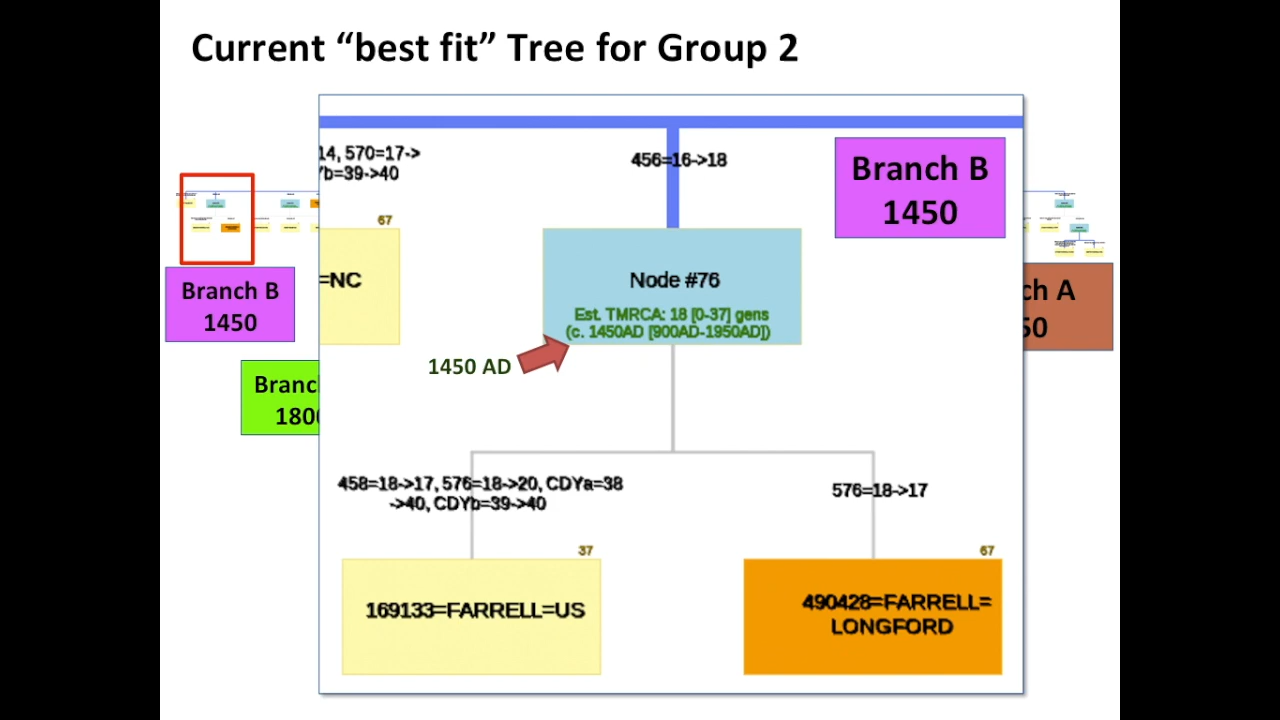 Current “best fit” Tree for Group 2
14, 570=17->
b=39->40
456=16->18
Branch B
1450
67
=NC
Node #76
Est. TMRCA: 18 [0-37] gens
(c. 1450AD [900AD-1950AD])
Branch B
1450
ch A
50
1450 AD
Branc
180
458=18->17, 576=18->20, CDYa=38
->40, CDYb=39->40
576=18->17
37
169133=FARRELL=US
67
490428=FARRELL=
LONGFORD